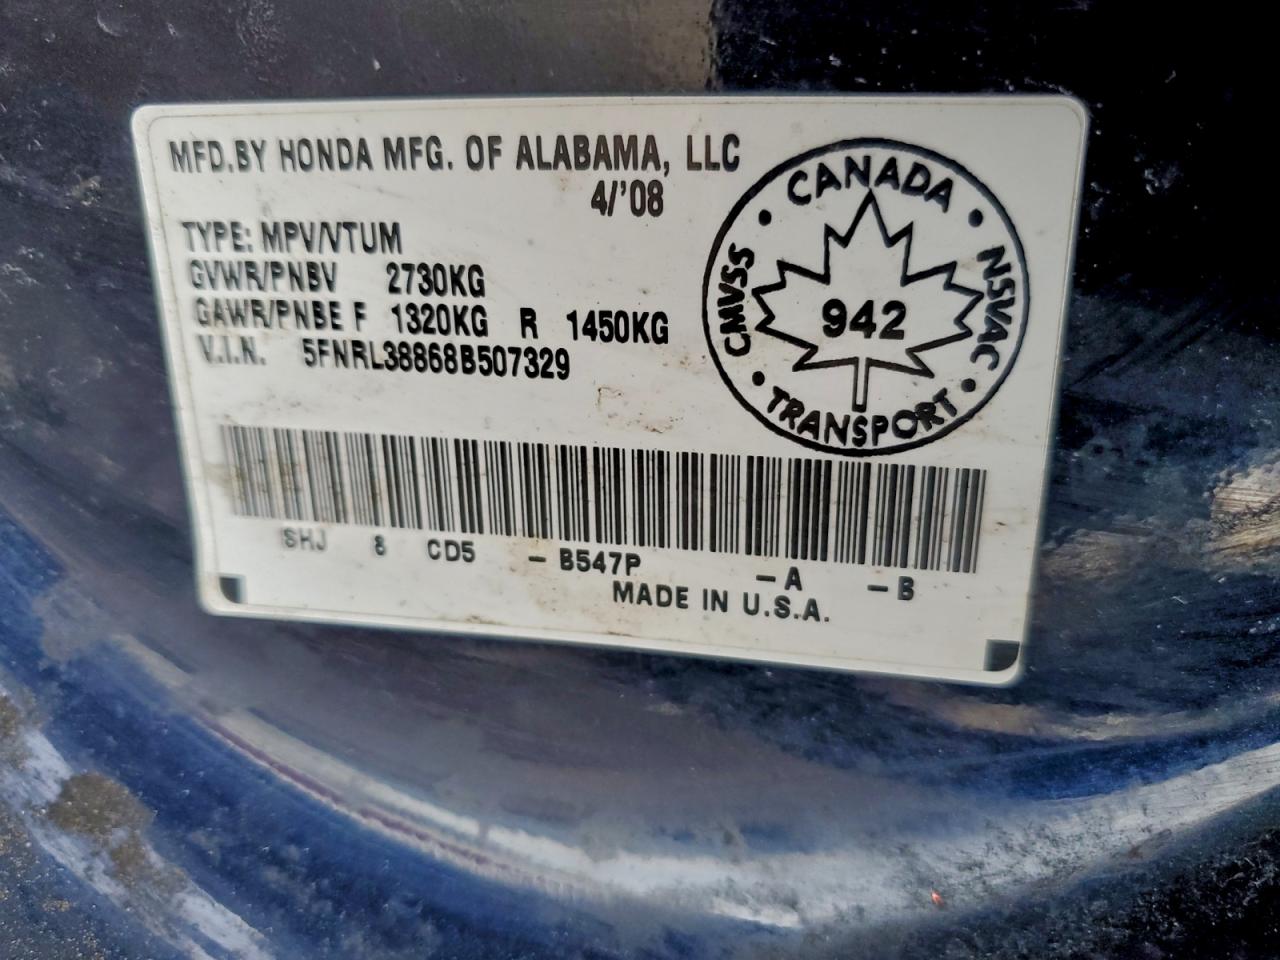 MFD.BY HONDA MFG. OF ALABAMA, LLC
4/'08
TYPE: MPV/VTUM
GVWR/PNBV 2730KG
GAWR/PNBE F 1320KG R 1450KG
V.I.N. 5FNRL38868B507329
CANADA
CMVSS
NSVAC
942
TRANSPORT
SHJ 8 CD5 - B547P - A - B
MADE IN U.S.A.